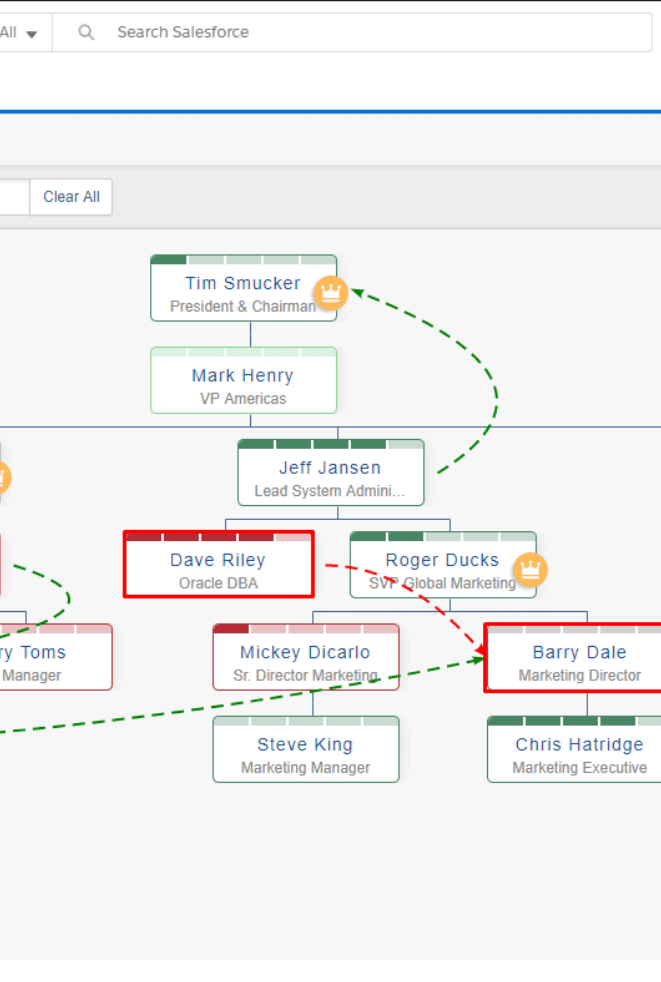 All
Search Salesforce
Clear All
Tim Smucker
President & Chairman
Mark Henry
VP Americas
Jeff Jansen
Lead System Admini...
Dave Riley
Oracle DBA
Roger Ducks
SVP Global Marketing
ry Toms
Manager
Mickey Dicarlo
Sr. Director Marketing
Barry Dale
Marketing Director
Steve King
Marketing Manager
Chris Hatridge
Marketing Executive